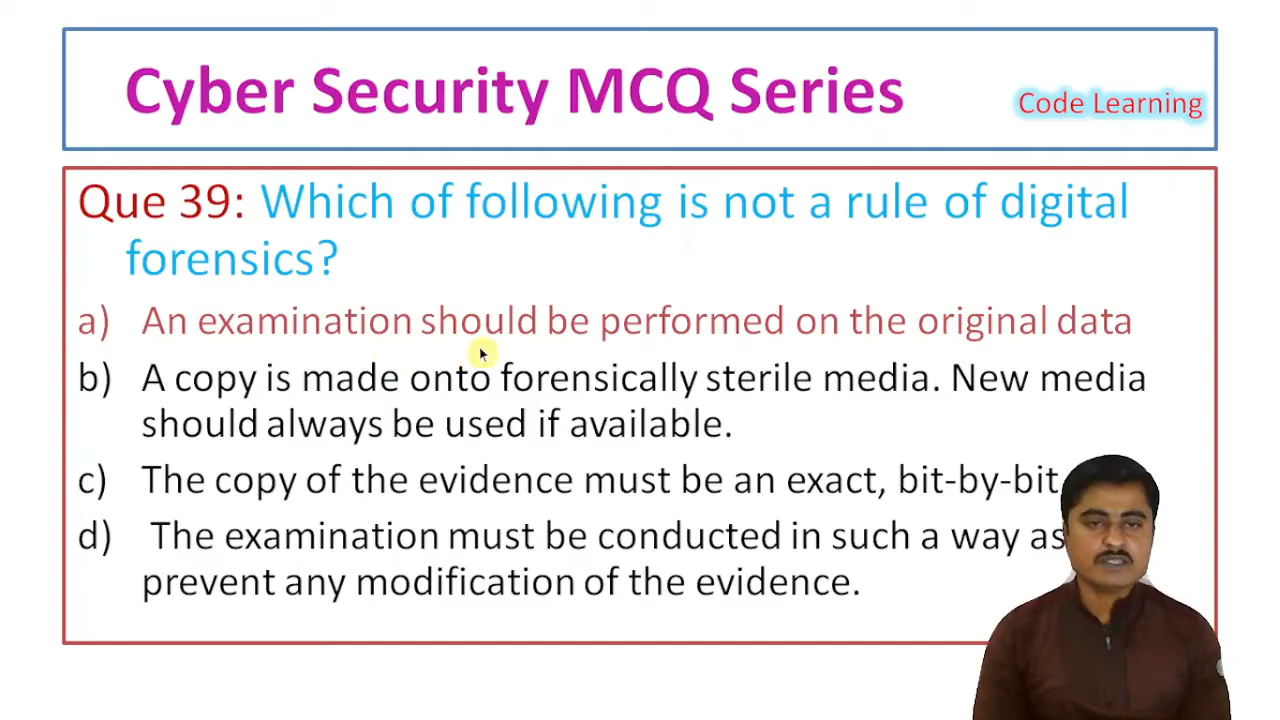 Cyber Security MCQ Series
Code Learning
Que 39: Which of following is not a rule of digital
forensics?
a) An examination should be performed on the original data
b) A copy is made onto forensically sterile media. New media
should always be used if available.
c) The copy of the evidence must be an exact, bit-by-bit
d) The examination must be conducted in such a way as
prevent any modification of the evidence.